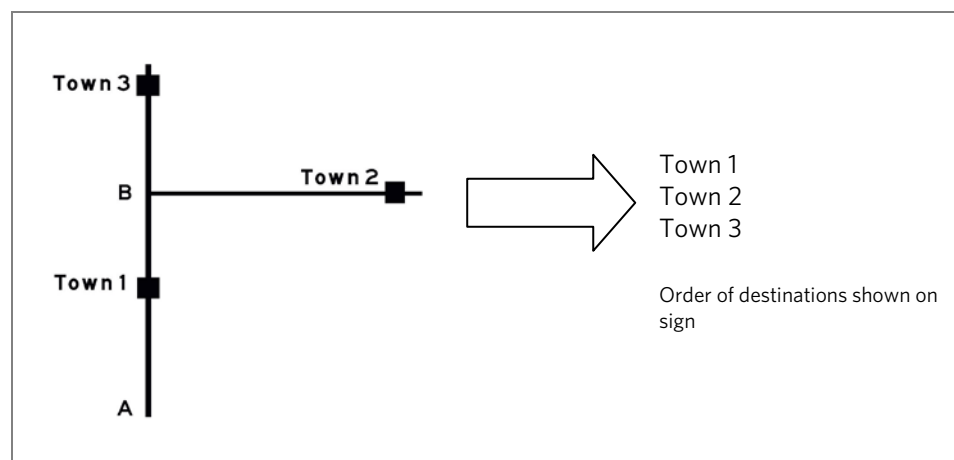 Town 3
B
Town 2
Town 1
A
Town 1
Town 2
Town 3
Order of destinations shown on
sign